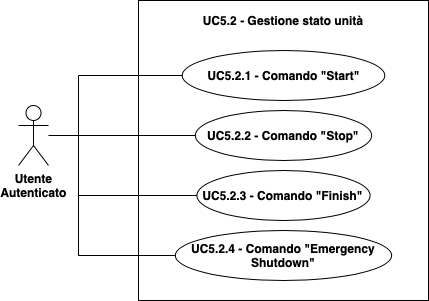 UC5.2 - Gestione stato unità
UC5.2.1 - Comando "Start"
UC5.2.2 - Comando "Stop"
Utente
Autenticato
UC5.2.3 - Comando "Finish"
UC5.2.4 - Comando "Emergency
Shutdown"